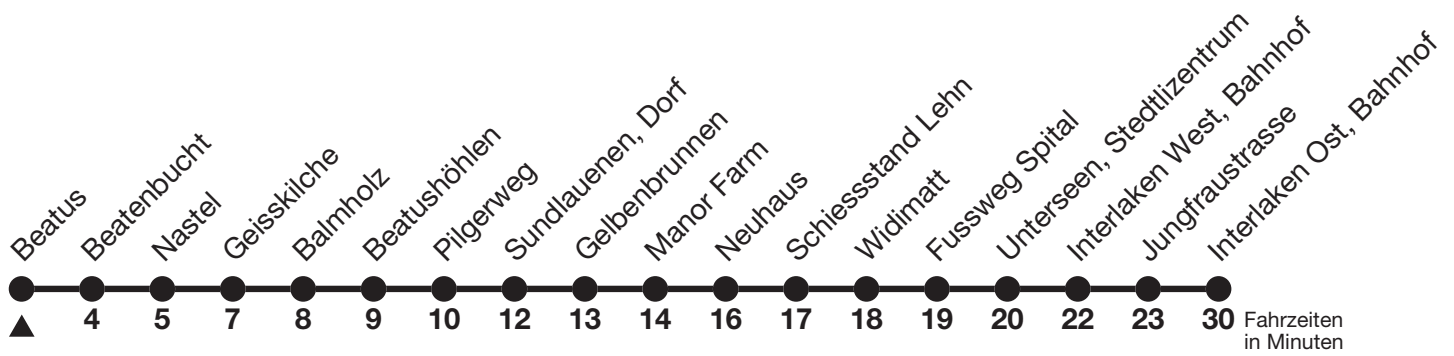 Beatus
Beatenbucht
Nastel
Geisskilche
Balmholz
Beatushöhlen
Pilgerweg
Sundlauenen, Dorf
Gelbenbrunnen
Manor Farm
Neuhaus
Schiessstand Lehn
Widimatt
Fussweg Spital
Unterseen, Stedtlizentrum
Interlaken West, Bahnhof
Jungfraustrasse
Interlaken Ost, Bahnhof
4 5 7 8 9 10 12 13 14 16 17 18 19 20 22 23 30 Fahrzeiten
in Minuten